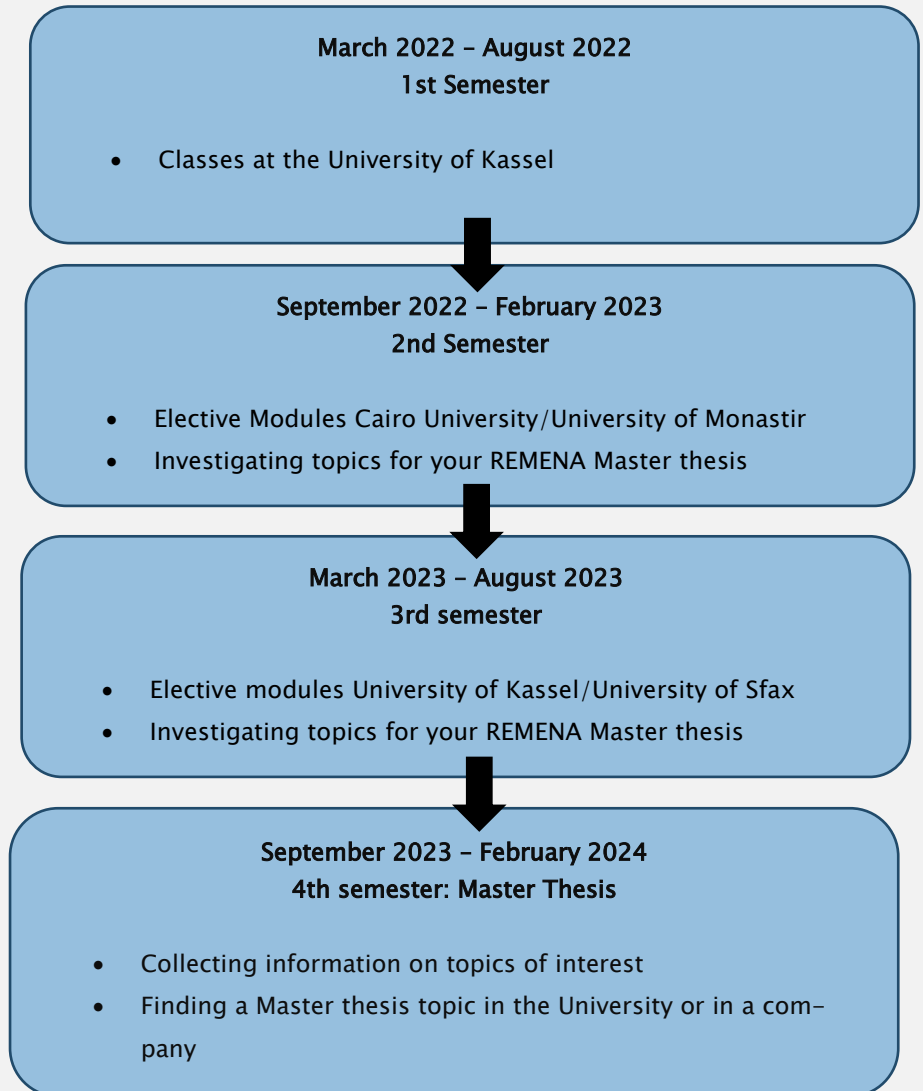 March 2022 – August 2022
1st Semester
• Classes at the University of Kassel
September 2022 – February 2023
2nd Semester
• Elective Modules Cairo University/University of Monastir
• Investigating topics for your REMENA Master thesis
March 2023 – August 2023
3rd semester
• Elective modules University of Kassel/University of Sfax
• Investigating topics for your REMENA Master thesis
September 2023 – February 2024
4th semester: Master Thesis
• Collecting information on topics of interest
• Finding a Master thesis topic in the University or in a com-
pany